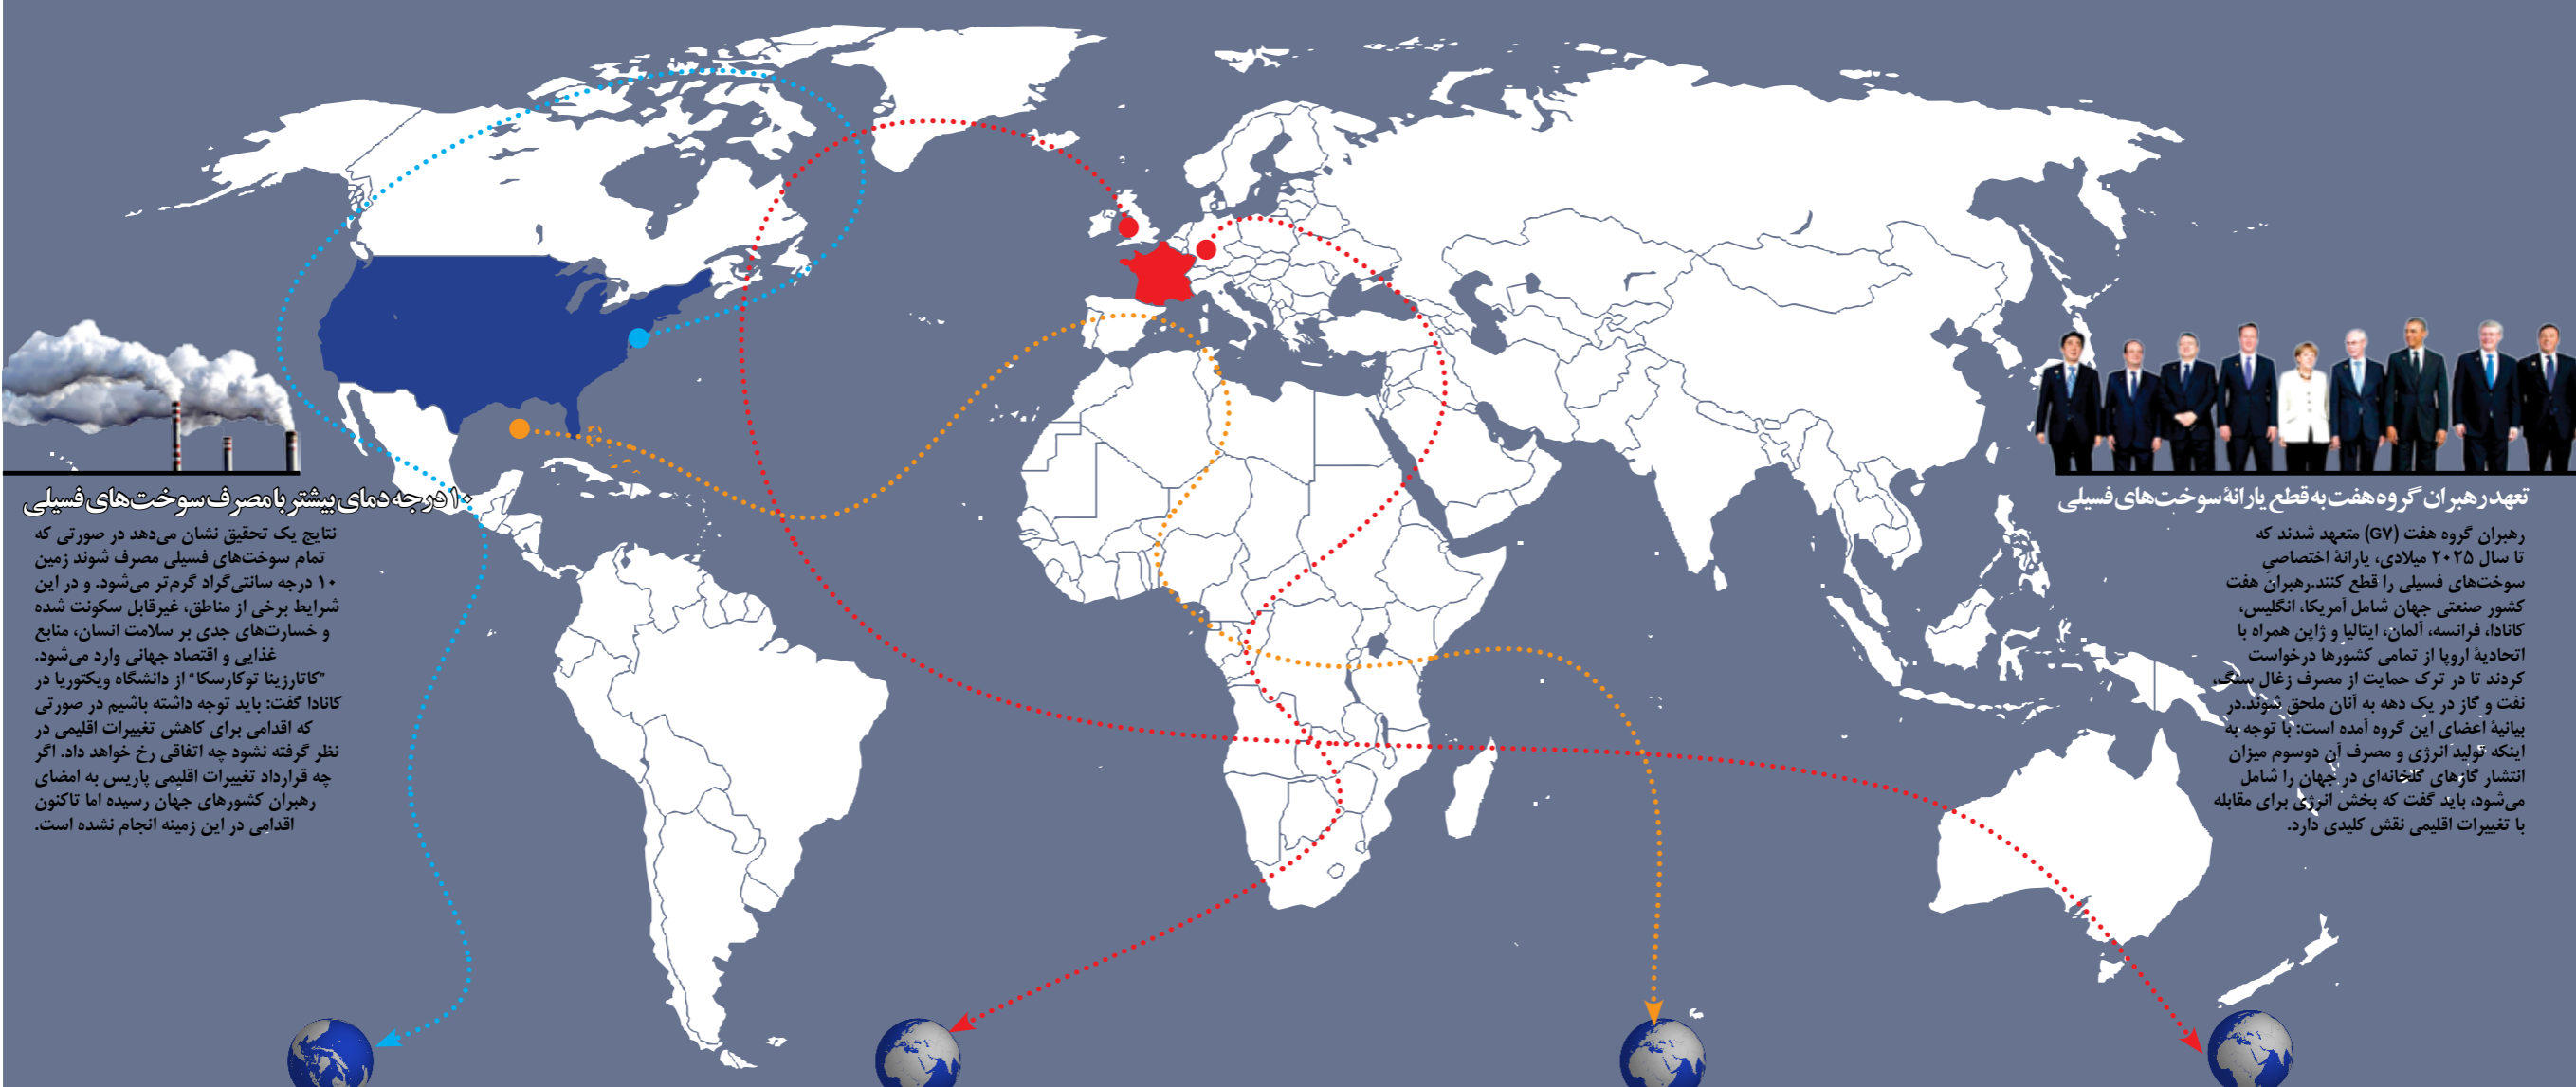 تعهد رهبران گروه هفت به قطع یارانهٔ سوخت‌های فسیلی
رهبران گروه هفت (G۷) متعهد شدند که
تا سال ۲۰۲۵ میلادی، یارانهٔ اختصاصی
سوخت‌های فسیلی را قطع کنند.رهبران هفت
کشور صنعتی جهان شامل آمریکا، انگلیس،
کانادا، فرانسه، آلمان، ایتالیا و ژاپن همراه با
اتحادیهٔ اروپا از تمامی کشورها درخواست
کردند تا در ترک حمایت از مصرف زغال سنگ،
نفت و گاز در یک دهه به آنان ملحق شوند.در
بیانیهٔ اعضای این گروه آمده است: با توجه به
اینکه تولید انرژی و مصرف آن دوسوم میزان
انتشار گازهای گلخانه‌ای در جهان را شامل
می‌شود، باید گفت که بخش انرژی برای مقابله
با تغییرات اقلیمی نقش کلیدی دارد.
۱۰ درجه دمای بیشتر با مصرف سوخت‌های فسیلی
نتایج یک تحقیق نشان می‌دهد در صورتی که
تمام سوخت‌های فسیلی مصرف شوند زمین
۱۰ درجه سانتی‌گراد گرم‌تر می‌شود. و در این
شرایط برخی از مناطق، غیرقابل سکونت شده
و خسارت‌های جدی بر سلامت انسان، منابع
غذایی و اقتصاد جهانی وارد می‌شود.
"کاتارزینا توکارسکا" از دانشگاه ویکتوریا در
کانادا گفت: باید توجه داشته باشیم در صورتی
که اقدامی برای کاهش تغییرات اقلیمی در
نظر گرفته نشود چه اتفاقی رخ خواهد داد. اگر
چه قرارداد تغییرات اقلیمی پاریس به امضای
رهبران کشورهای جهان رسیده اما تاکنون
اقدامی در این زمینه انجام نشده است.